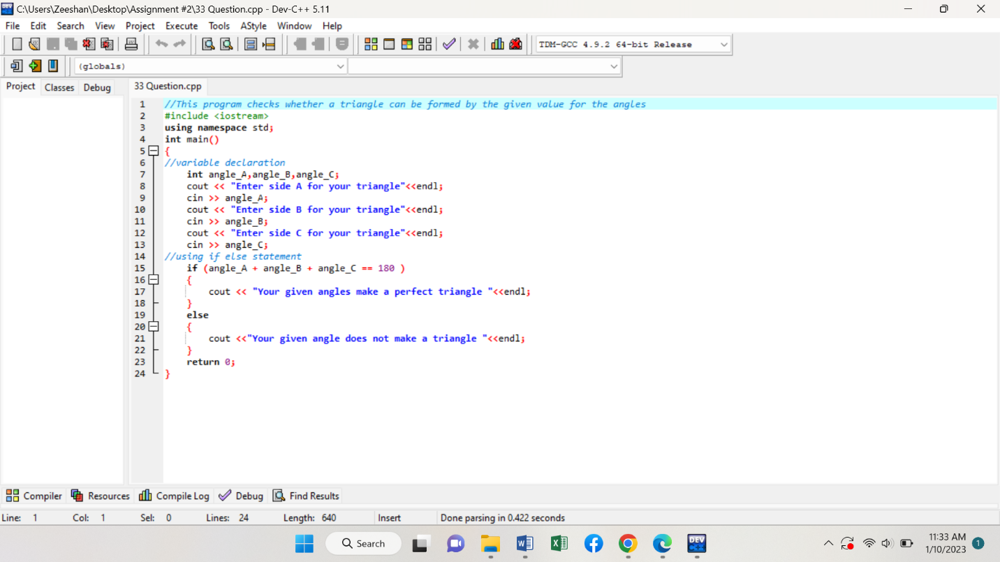 C:\Users\Zeeshan\Desktop\Assignment #2\33 Question.cpp - Dev-C++ 5.11
File Edit Search View Project Execute Tools AStyle Window Help
TDM-GCC 4.9.2 64-bit Release
(globals)
Project Classes Debug 33 Question.cpp
1 //This program checks whether a triangle can be formed by the given value for the angles
2 #include <iostream>
3 using namespace std;
4 int main()
5 {
6 //variable declaration
7 int angle_A,angle_B,angle_C;
8 cout << "Enter side A for your triangle"<<endl;
9 cin >> angle_A;
10 cout << "Enter side B for your triangle"<<endl;
11 cin >> angle_B;
12 cout << "Enter side C for your triangle"<<endl;
13 cin >> angle_C;
14 //using if else statement
15 if (angle_A + angle_B + angle_C == 180 )
16 {
17 cout << "Your given angles make a perfect triangle "<<endl;
18 }
19 else
20 {
21 cout <<"Your given angle does not make a triangle "<<endl;
22 }
23 return 0;
24 }
Compiler Resources Compile Log Debug Find Results
Line: 1 Col: 1 Sel: 0 Lines: 24 Length: 640 Insert Done parsing in 0.422 seconds
Search
DEV C++
11:33 AM
1/10/2023
1